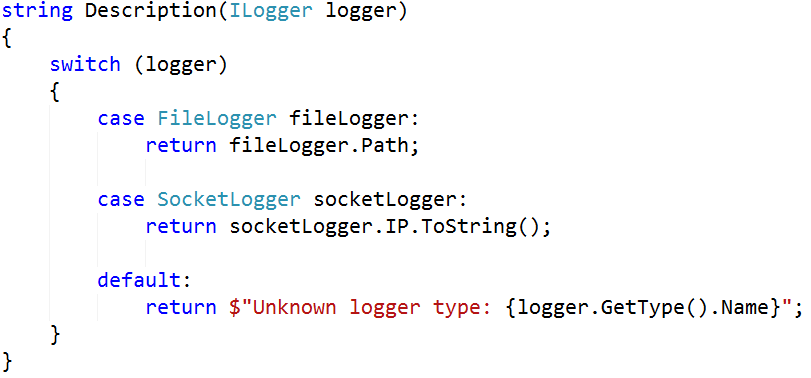 string Description(ILogger logger)
{
    switch (logger)
    {
        case FileLogger fileLogger:
            return fileLogger.Path;

        case SocketLogger socketLogger:
            return socketLogger.IP.ToString();

        default:
            return $"Unknown logger type: {logger.GetType().Name}";
    }
}